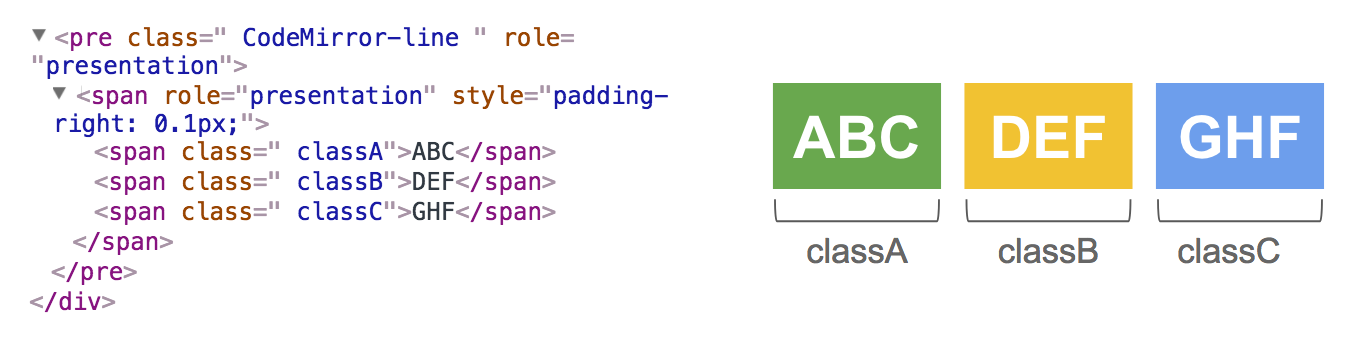 <pre class=" CodeMirror-line " role=
"presentation">
<span role="presentation" style="padding-
right: 0.1px;">
<span class=" classA">ABC</span>
<span class=" classB">DEF</span>
<span class=" classC">GHF</span>
</span>
</pre>
</div>
ABC DEF GHF
classA classB classC